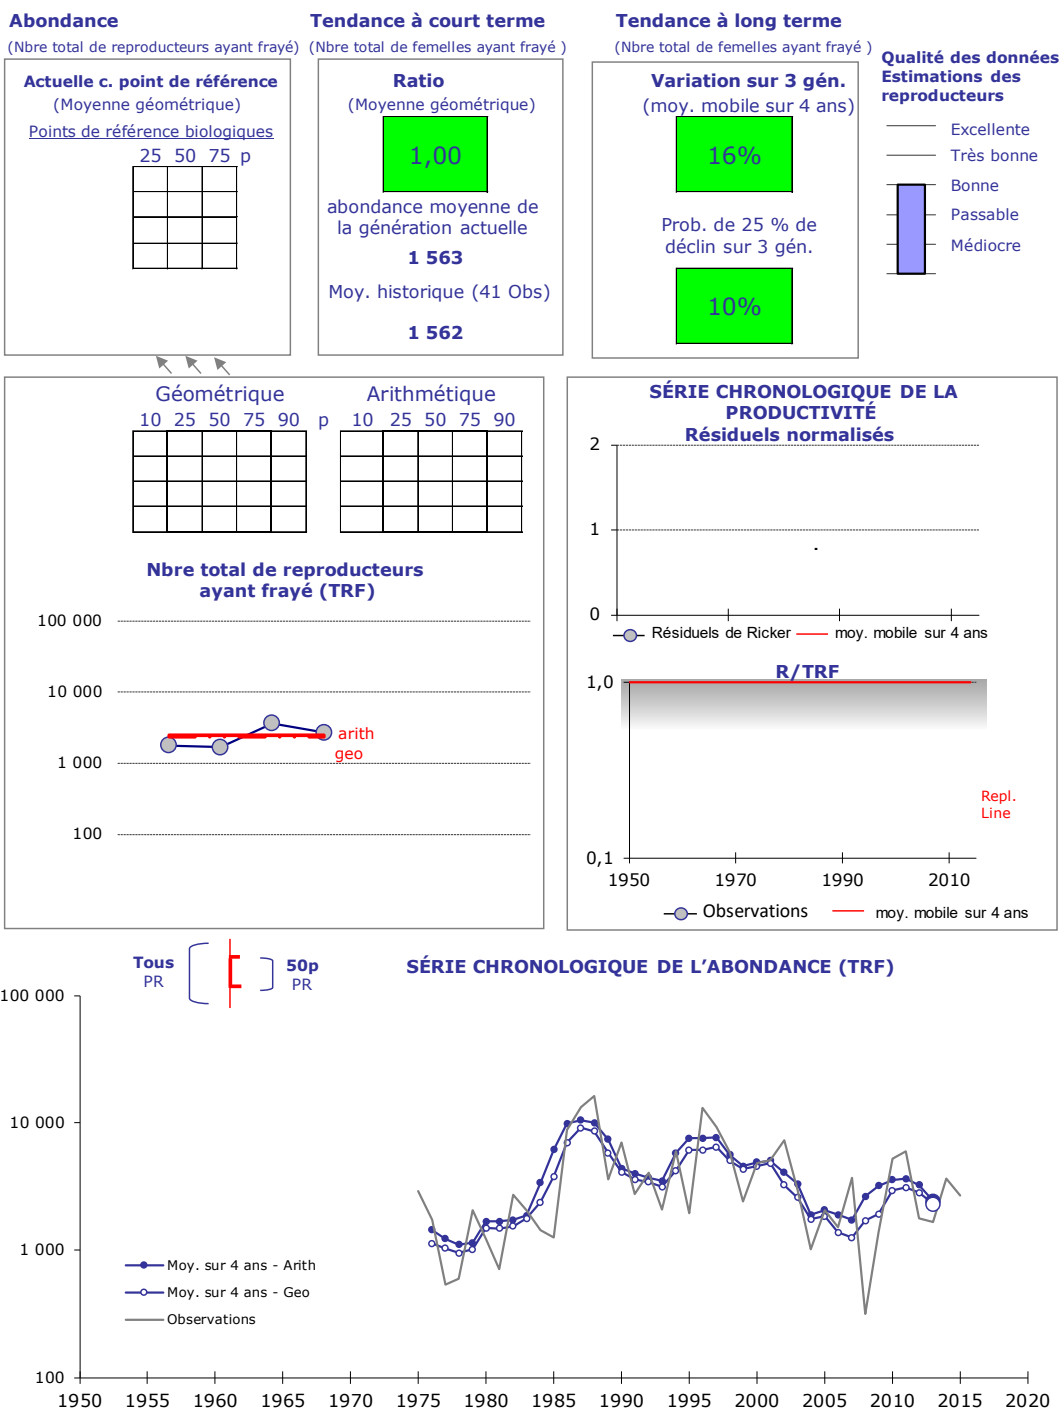 Abondance
(Nbre total de reproducteurs ayant frayé)
Actuelle c. point de référence
(Moyenne géométrique)
Points de référence biologiques
25 50 75 p
Tendance à court terme
(Nbre total de femelles ayant frayé )
Ratio
(Moyenne géométrique)
1,00
abondance moyenne de
la génération actuelle
1 563
Moy. historique (41 Obs)
1 562
Tendance à long terme
(Nbre total de femelles ayant frayé )
Variation sur 3 gén.
(moy. mobile sur 4 ans)
16%
Prob. de 25 % de
déclin sur 3 gén.
10%
Qualité des données
Estimations des
reproducteurs
Excellente
Très bonne
Bonne
Passable
Médiocre
Géométrique
10 25 50 75 90 p
Arithmétique
10 25 50 75 90
Nbre total de reproducteurs
ayant frayé (TRF)
100 000
10 000
1 000
100
arith
geo
SÉRIE CHRONOLOGIQUE DE LA
PRODUCTIVITÉ
Résiduels normalisés
2
1
0
Résiduels de Ricker
moy. mobile sur 4 ans
R/TRF
1,0
0,1
Repl.
Line
1950 1970 1990 2010
Observations
moy. mobile sur 4 ans
Tous
PR
50p
PR
SÉRIE CHRONOLOGIQUE DE L’ABONDANCE (TRF)
100 000
10 000
1 000
100
Moy. sur 4 ans - Arith
Moy. sur 4 ans - Geo
Observations
1950 1955 1960 1965 1970 1975 1980 1985 1990 1995 2000 2005 2010 2015 2020